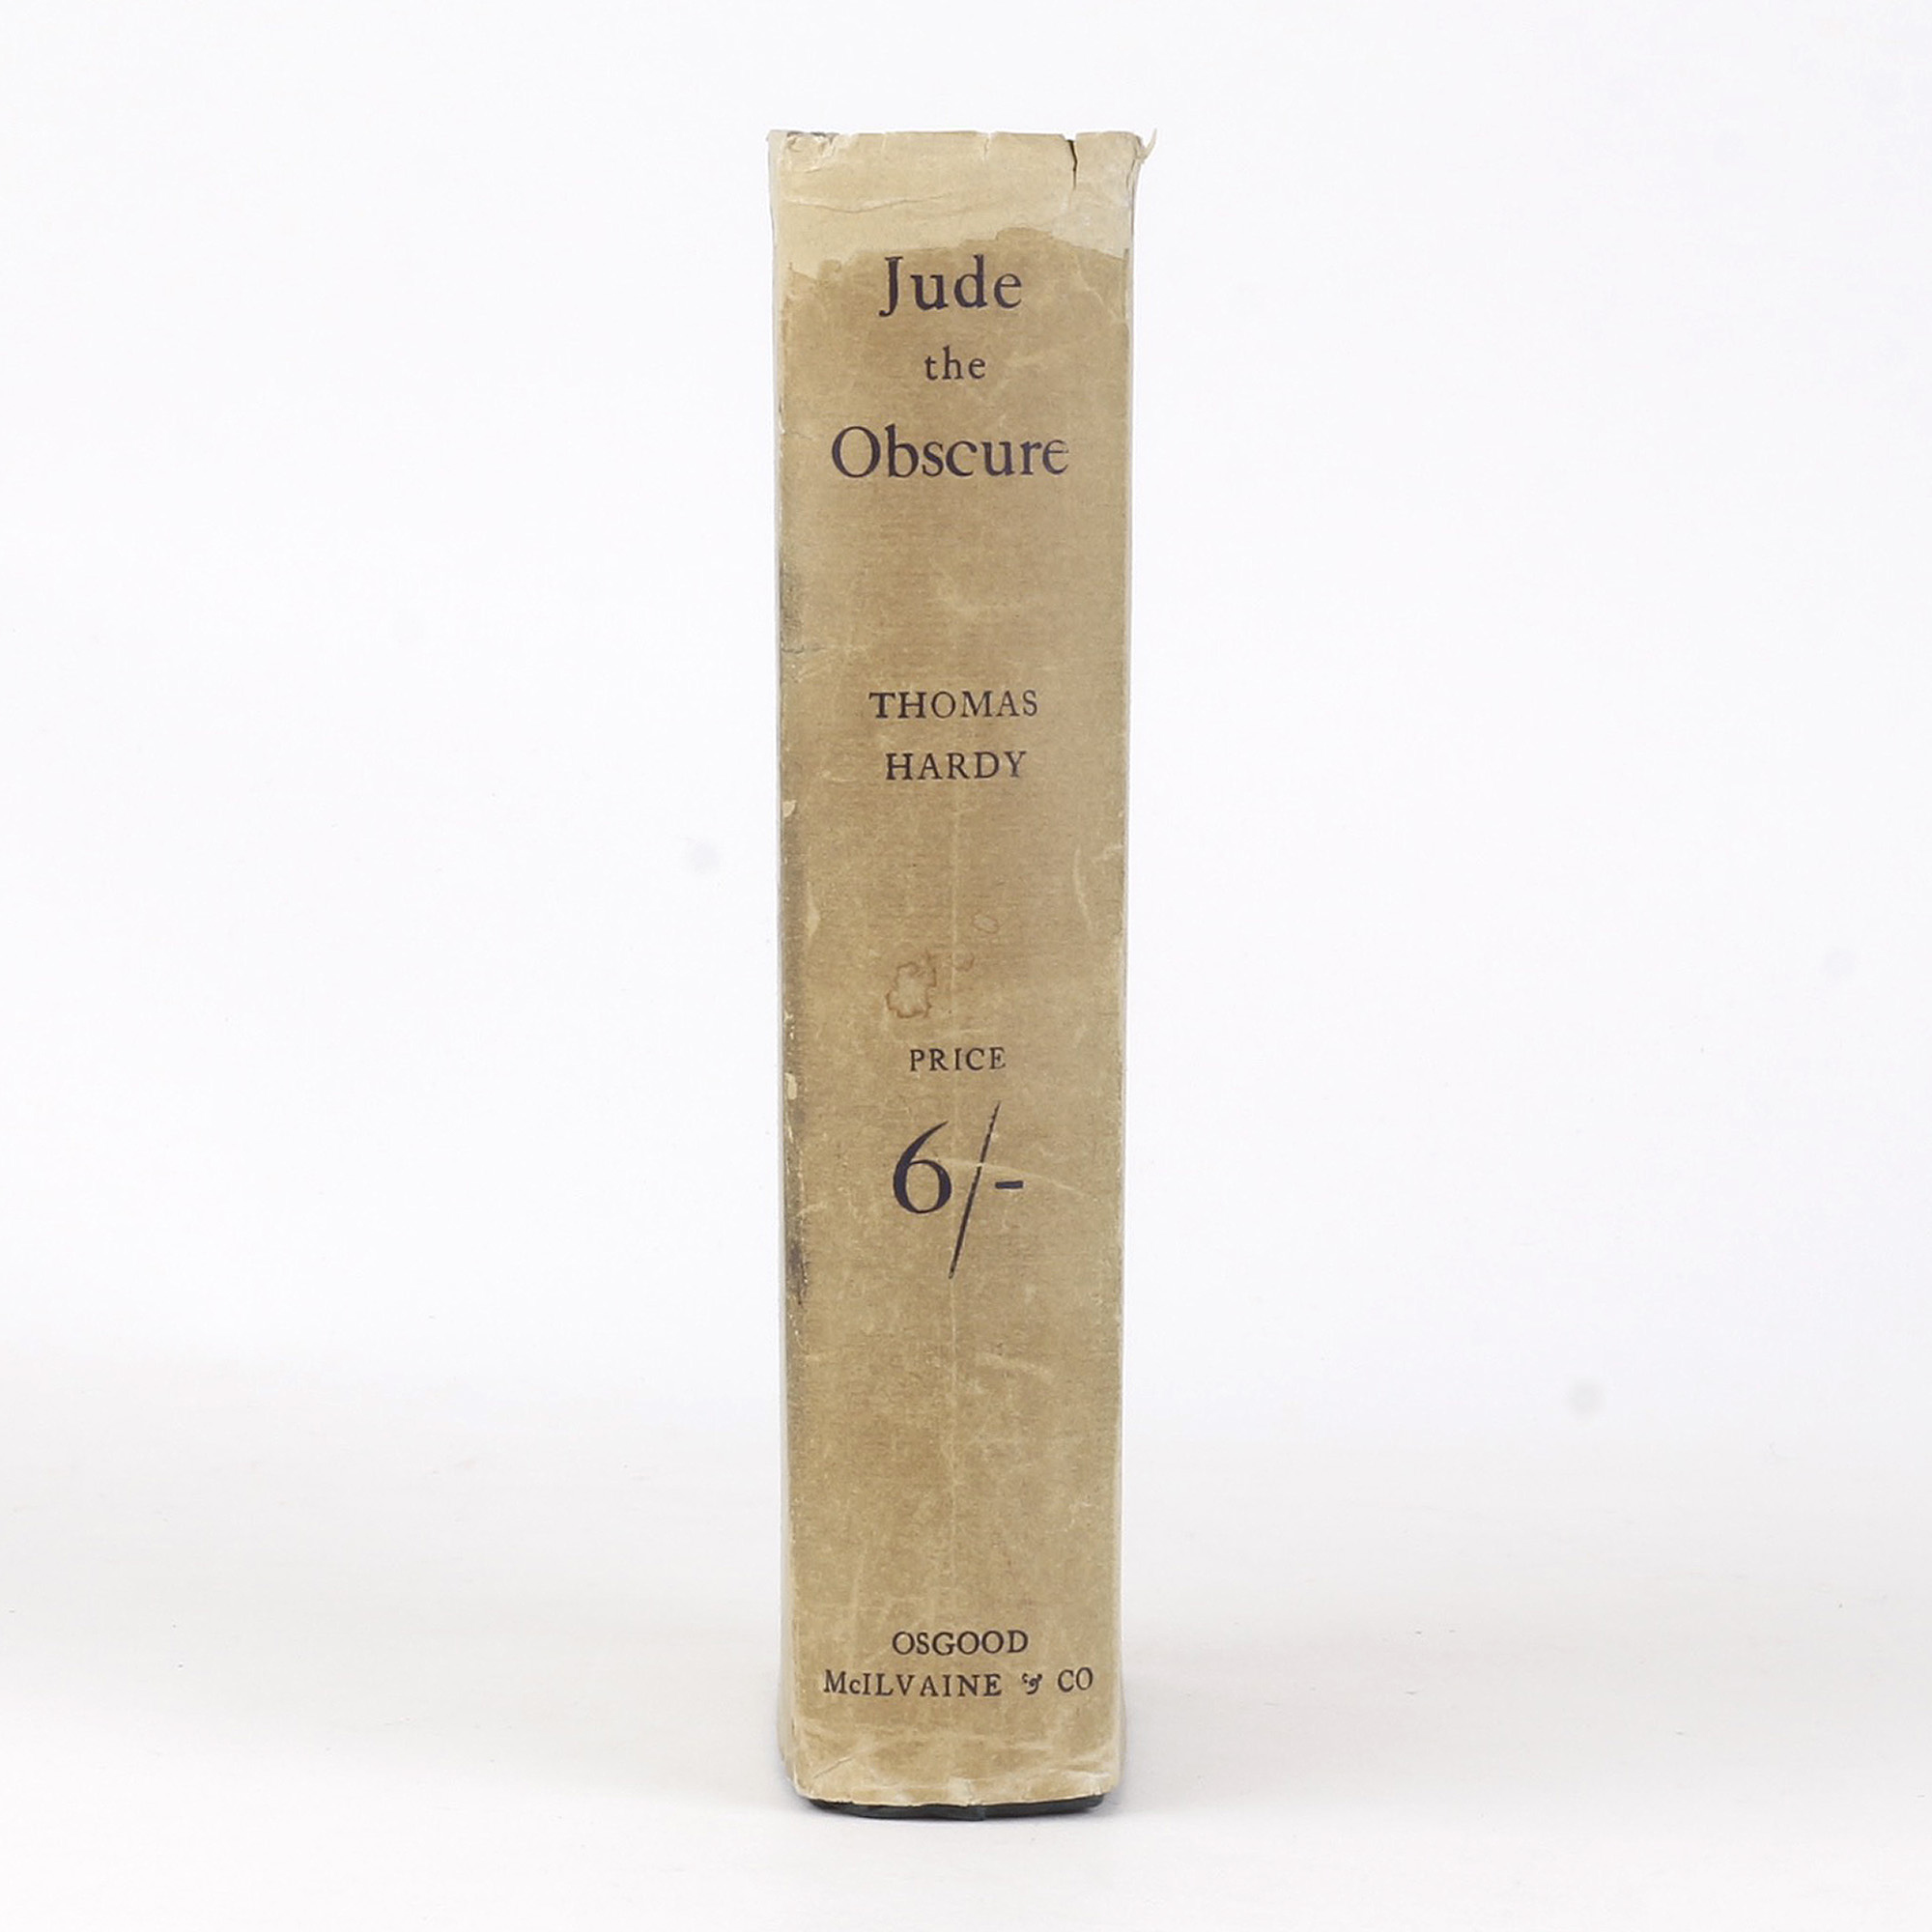 Jude
the
Obscure
THOMAS
HARDY
PRICE
6/-
OSGOOD
McILVAINE & CO